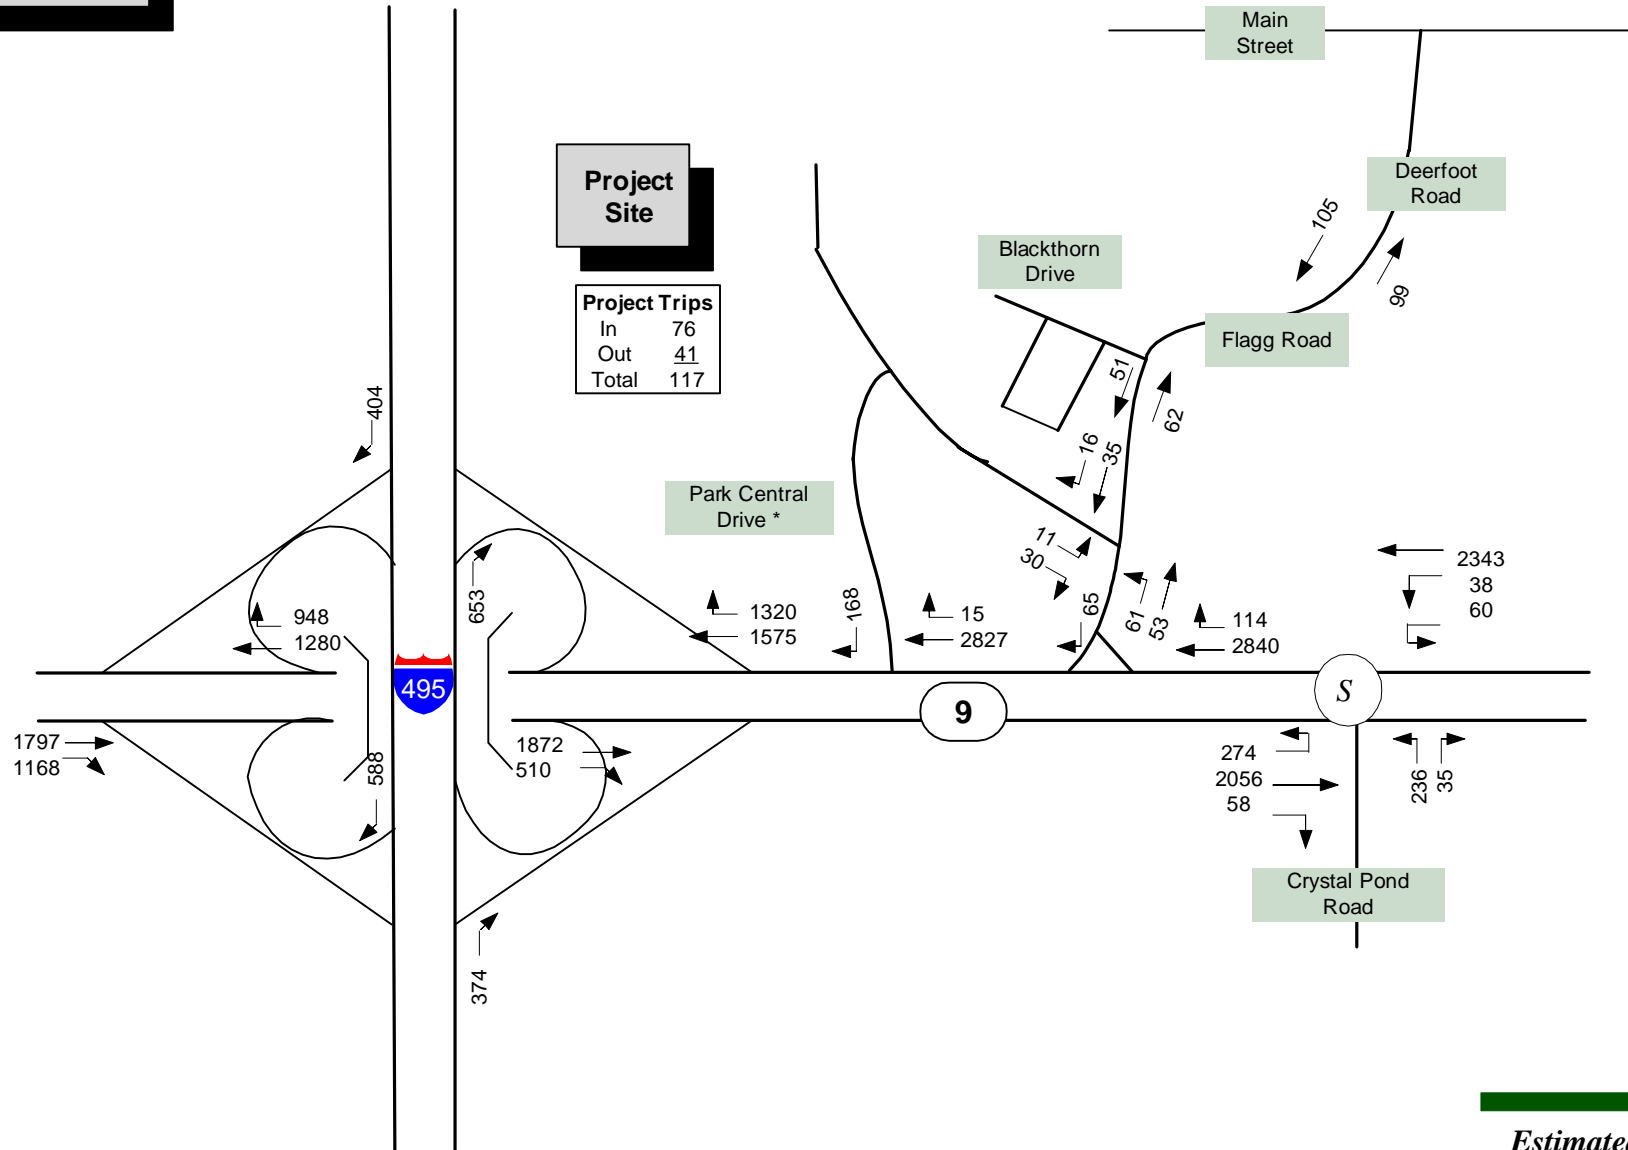 Main
Street
Deerfoot
Road
105
99
Project
Site
Blackthorn
Drive
Project Trips
In 76
Out 41
Total 117
Flagg Road
51
62
404
16
35
Park Central
Drive *
11
30
653
168
65
61
53
2343
38
60
948
1280
1320
1575
15
2827
114
2840
495
9
S
1797
1168
588
1872
510
274
2056
58
236
35
Crystal Pond
Road
374
Estimated